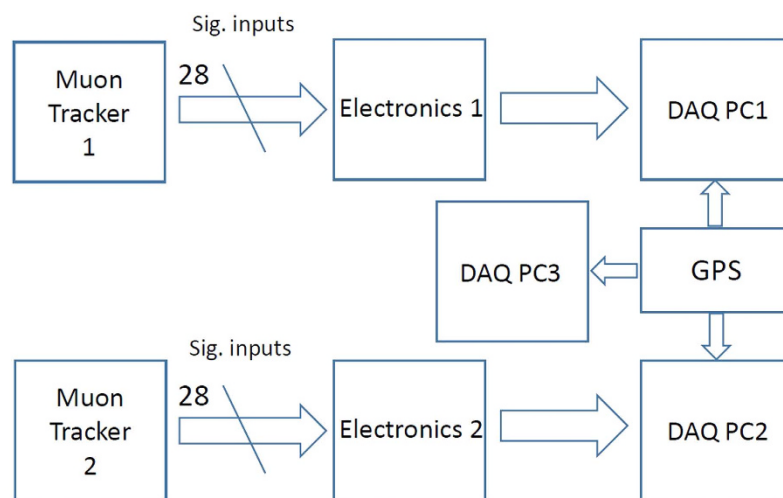 Sig. inputs
Muon
Tracker
1
28
Electronics 1
DAQ PC1
DAQ PC3
GPS
Sig. inputs
Muon
Tracker
2
28
Electronics 2
DAQ PC2